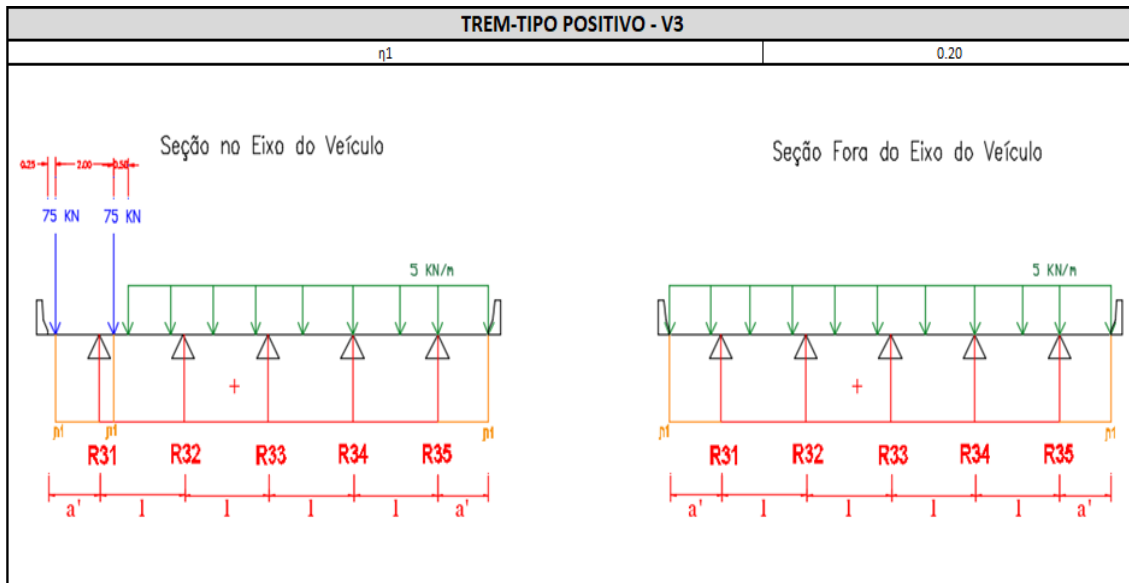 TREM-TIPO POSITIVO - V3
η1 0.20
Seção no Eixo do Veículo
0.25 2.00 0.50
75 KN 75 KN
5 KN/m
+
η1 η1 η1
R31 R32 R33 R34 R35
a' l l l l a'
Seção Fora do Eixo do Veículo
5 KN/m
+
η1 η1
R31 R32 R33 R34 R35
a' l l l l a'